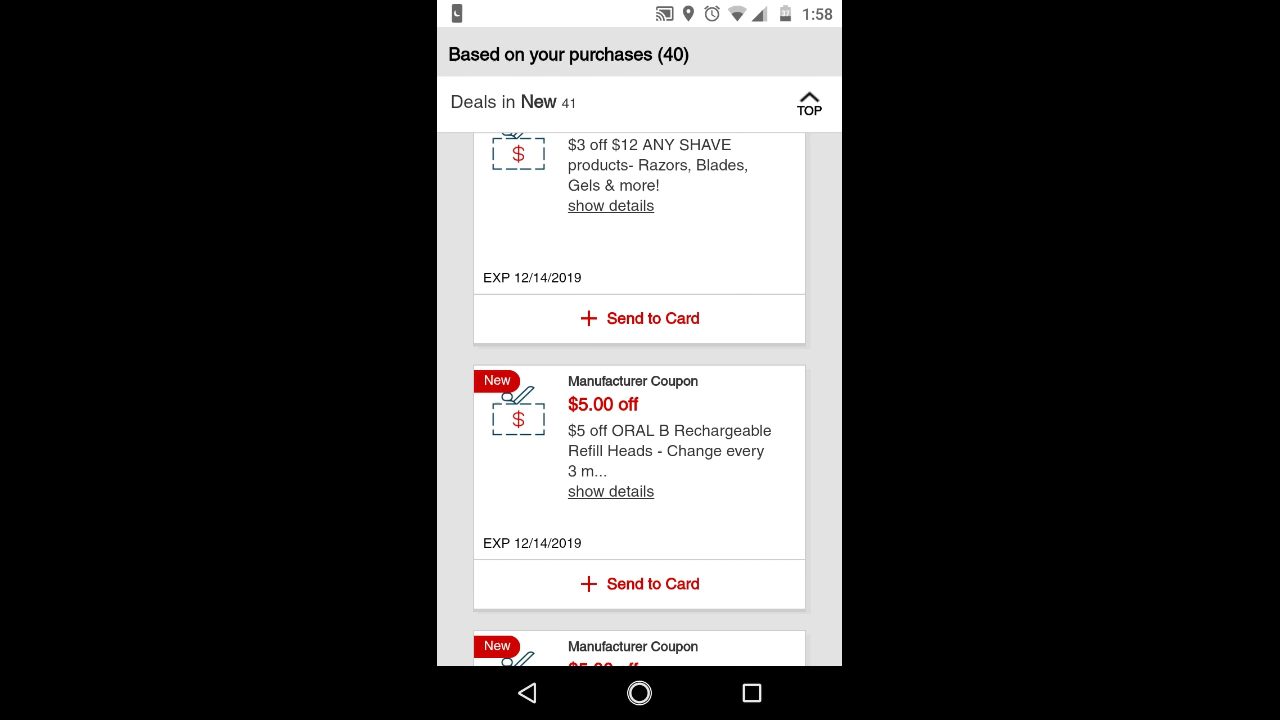 1:58
Based on your purchases (40)
Deals in New 41
TOP
$3 off $12 ANY SHAVE
products- Razors, Blades,
Gels & more!
show details
$
EXP 12/14/2019
+ Send to Card
New
Manufacturer Coupon
$5.00 off
$
$5 off ORAL B Rechargeable
Refill Heads - Change every
3 m...
show details
EXP 12/14/2019
+ Send to Card
New
Manufacturer Coupon